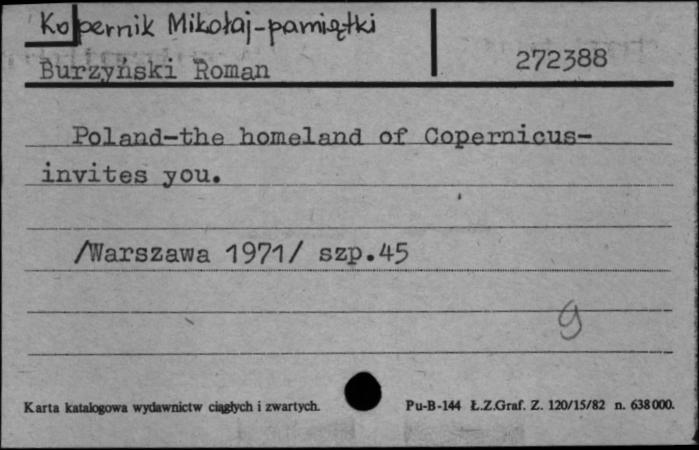 Kopernik Mikołaj-pamiątki
Burzyński Roman
272388
Poland-the homeland of Copernicus-
invites you.
/Warszawa 1971/ szp.45
g
Karta katalogowa wydawnictw ciągłych i zwartych.
Pu-B-144 Ł.Z.Graf. Z. 120/15/82 n. 638000.